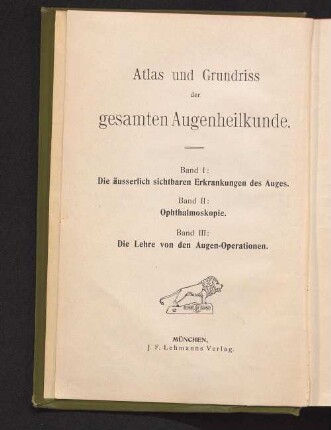 Atlas und Grundriss
der
gesamten Augenheilkunde.
Band I:
Die äusserlich sichtbaren Erkrankungen des Auges.
Band II:
Ophthalmoskopie.
Band III:
Die Lehre von den Augen-Operationen.
MÜNCHEN.
J. F. Lehmanns Verlag.